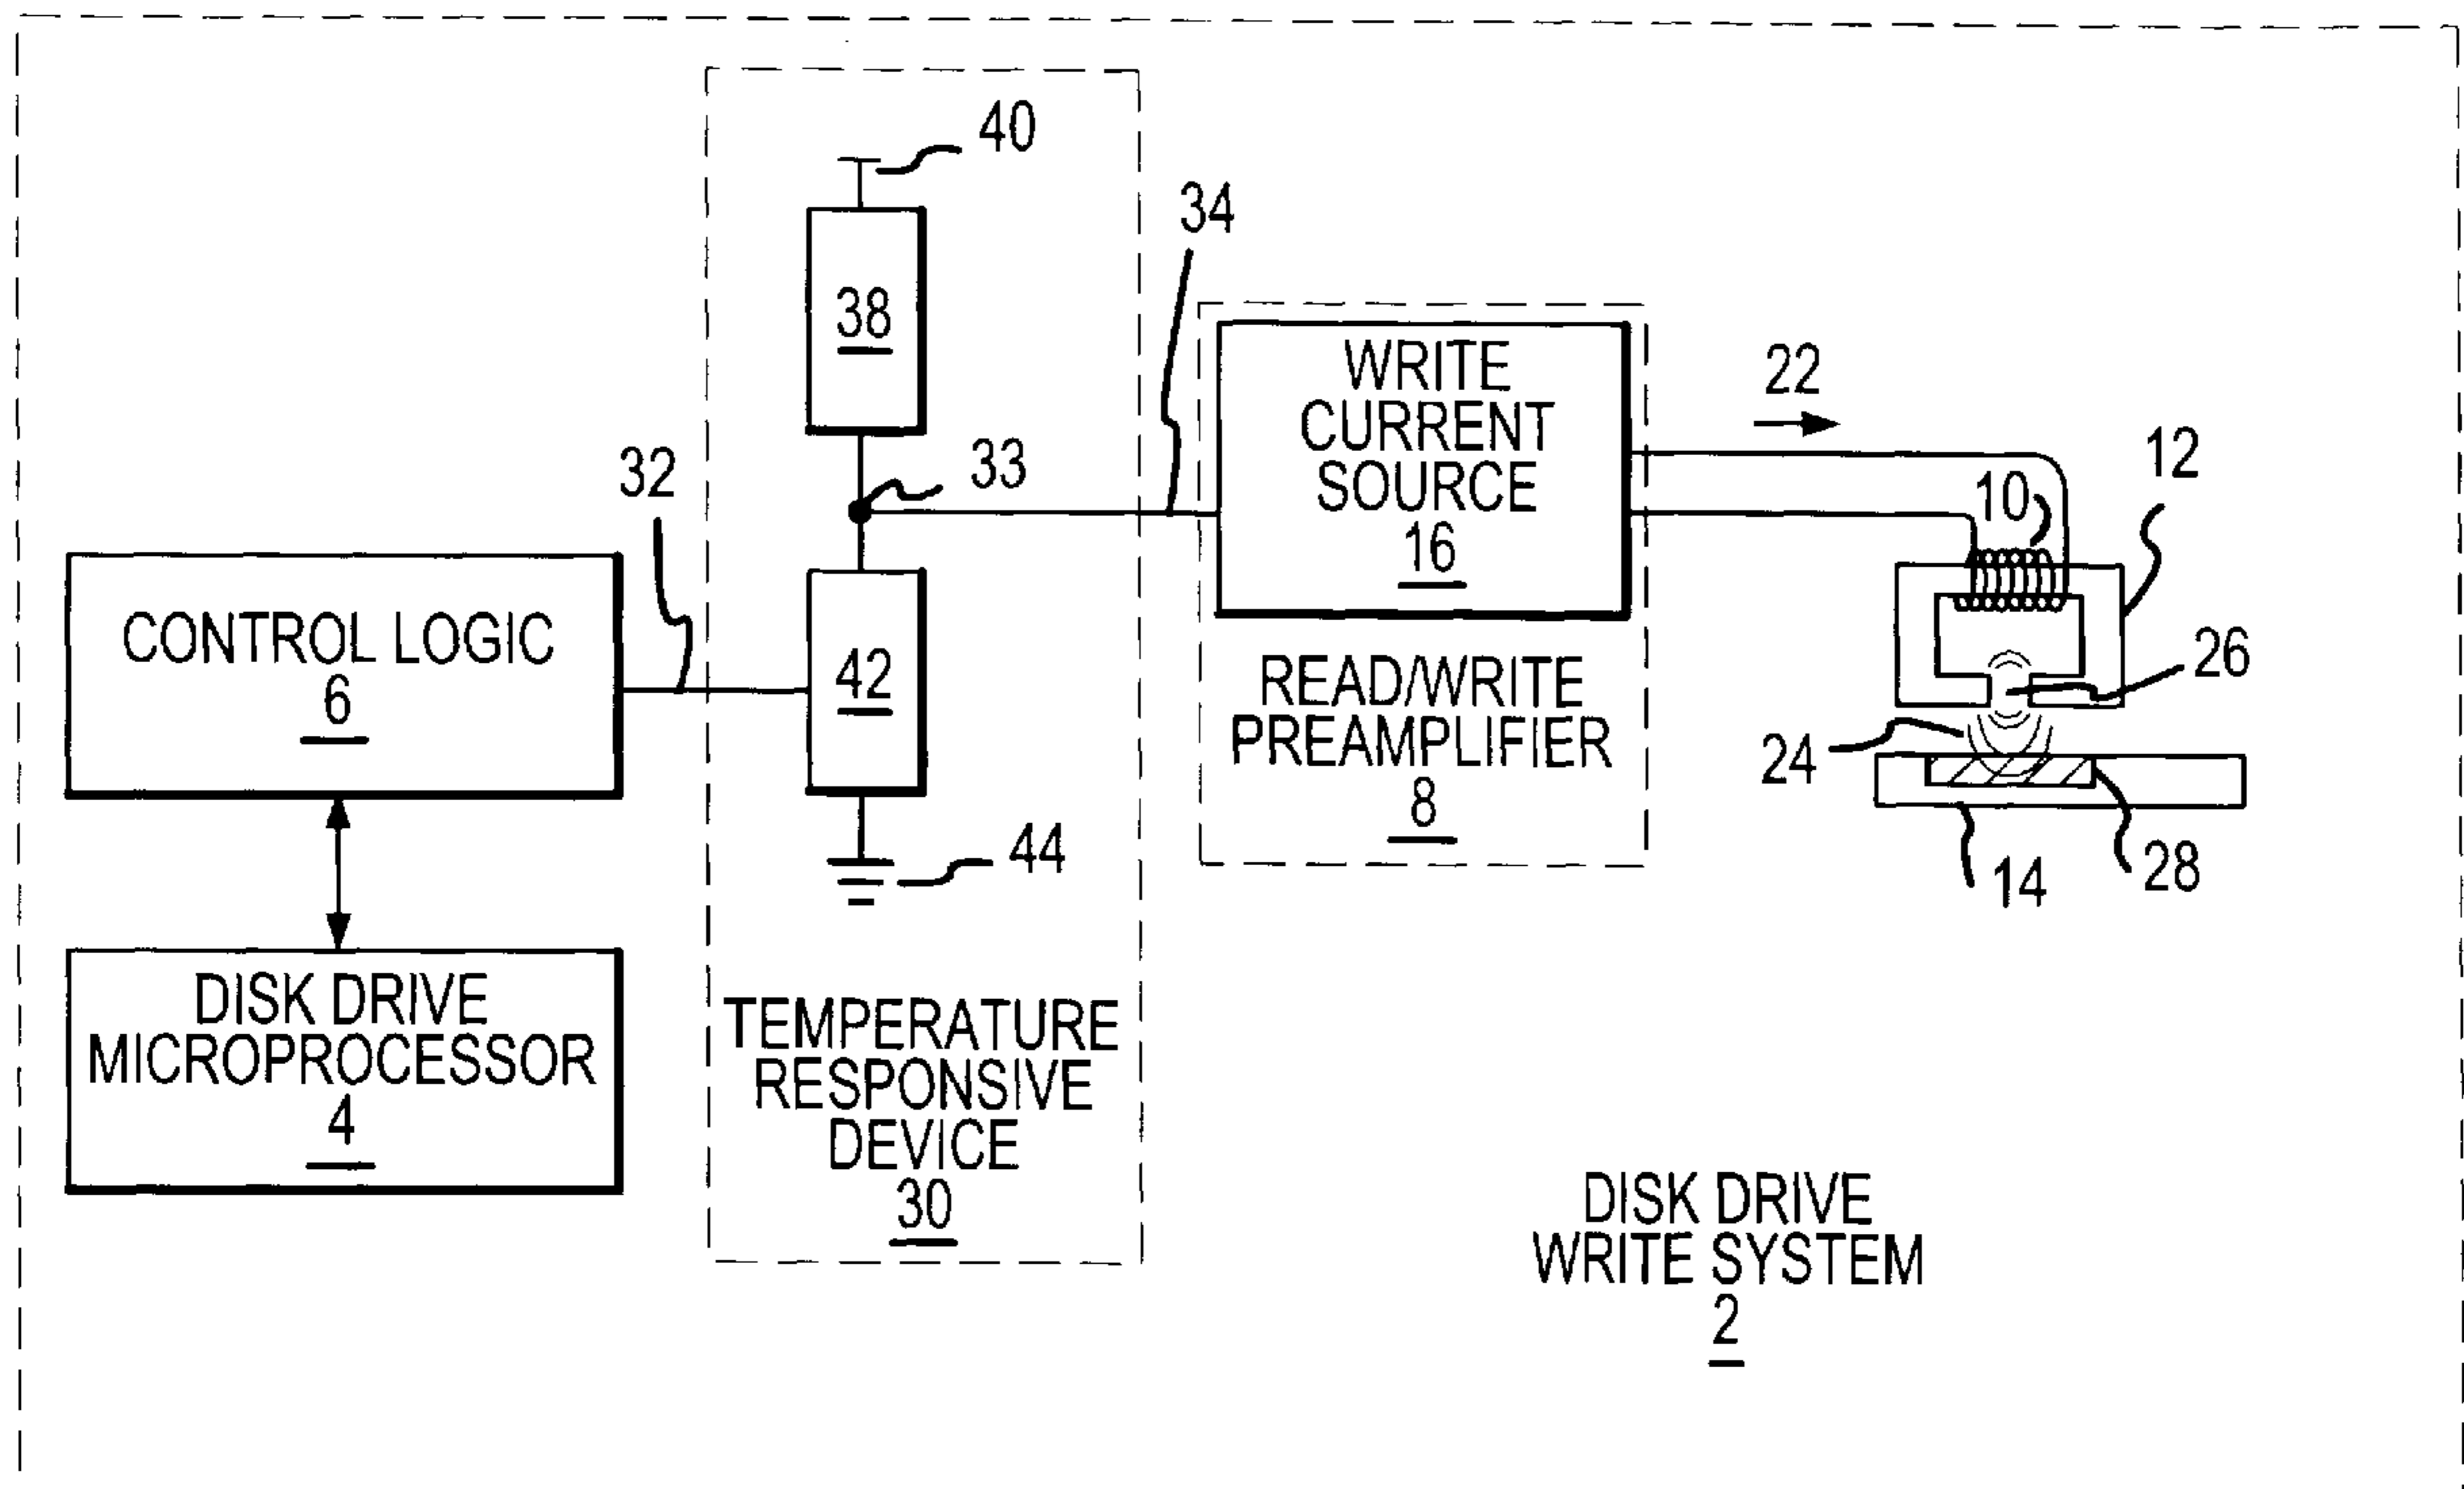 40
38
34
33
32
WRITE
CURRENT
SOURCE
16
22
10
12
CONTROL LOGIC
6
42
READ/WRITE
PREAMPLIFIER
8
26
24
44
14
28
DISK DRIVE
MICROPROCESSOR
4
TEMPERATURE
RESPONSIVE
DEVICE
30
DISK DRIVE
WRITE SYSTEM
2